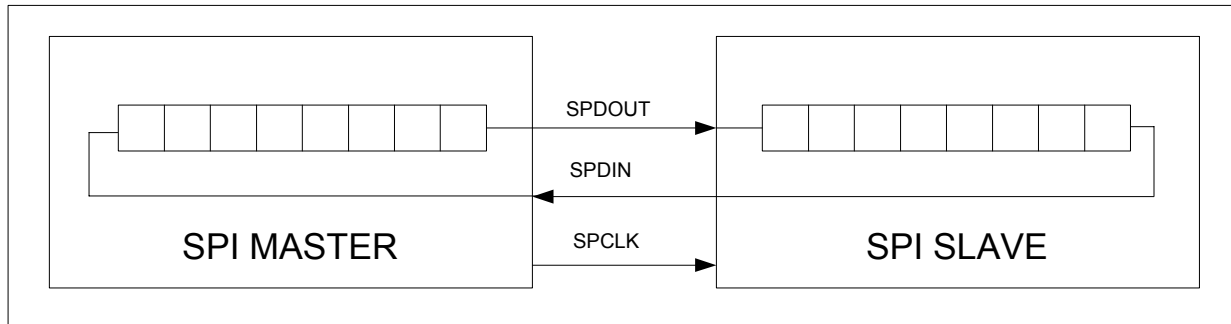 SPDOUT
SPDIN
SPCLK
SPI MASTER
SPI SLAVE